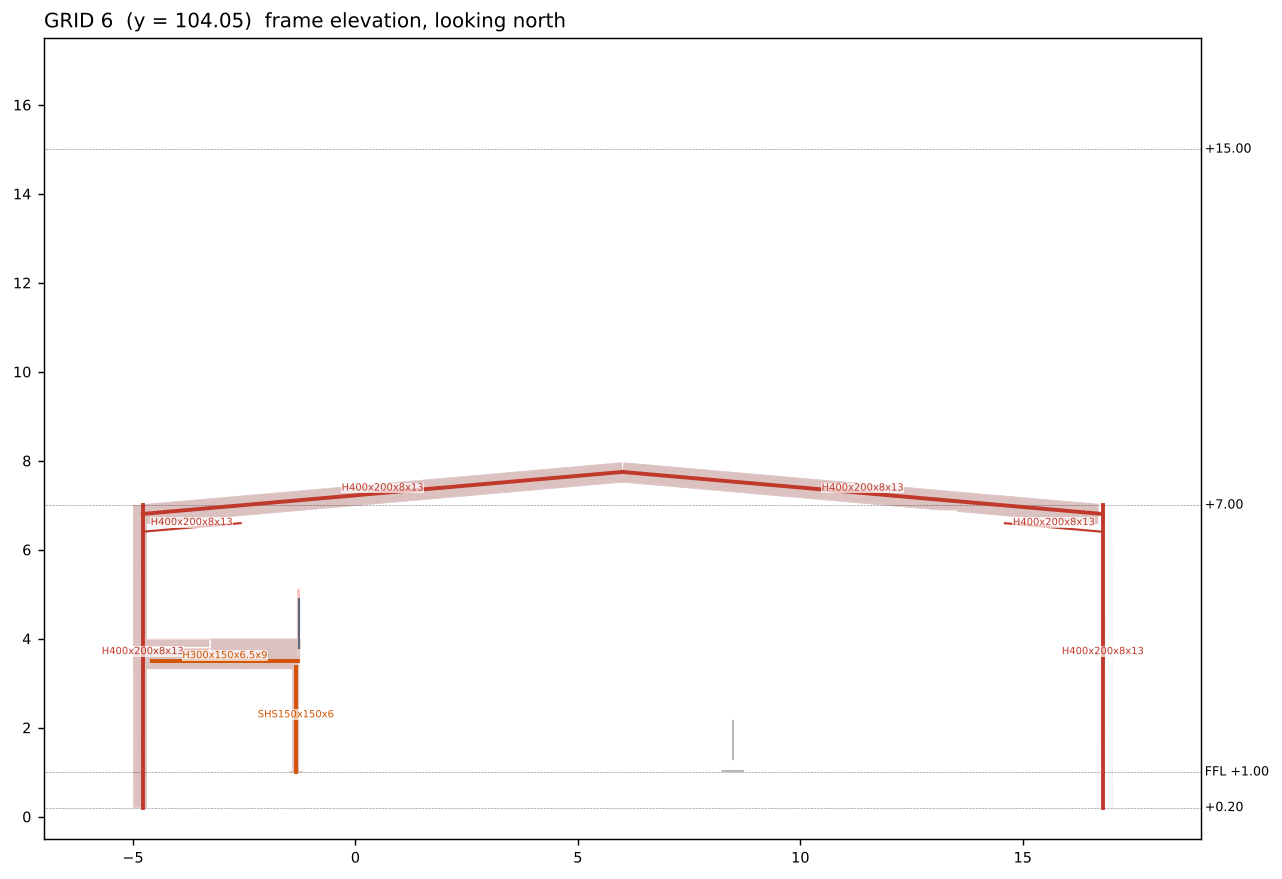 GRID 6 (y = 104.05) frame elevation, looking north
16
+15.00
14
12
10
8
H400x200x8x13
H400x200x8x13
+7.00
H400x200x8x13
H400x200x8x13
6
4
H400x200x8x13
H300x150x6.5x9
H400x200x8x13
SHS150x150x6
2
FFL +1.00
+0.20
0
−5
0
5
10
15